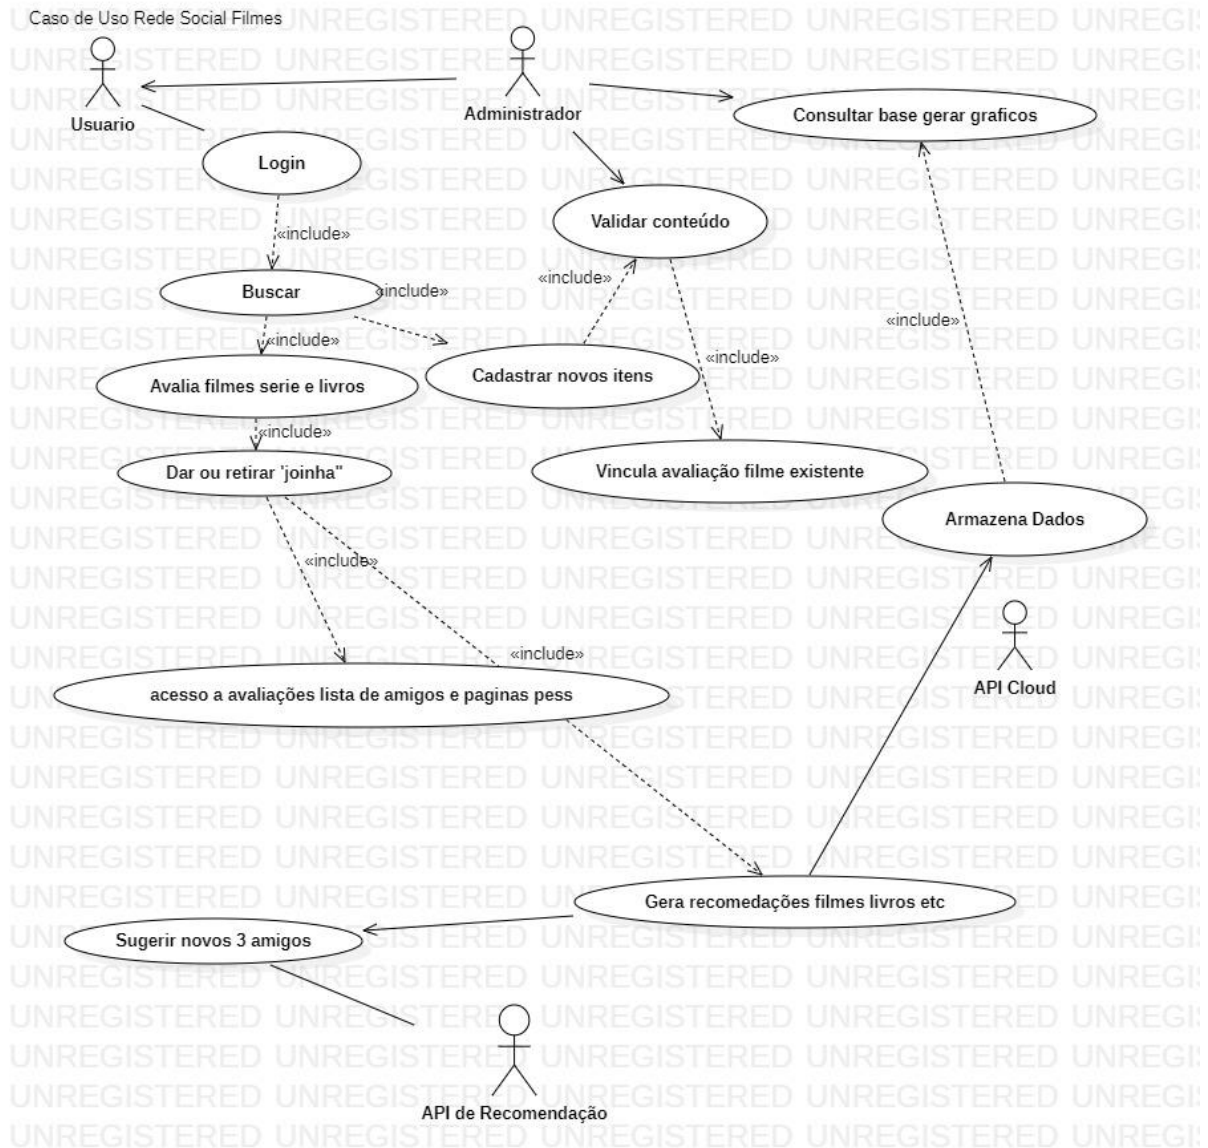 Caso de Uso Rede Social Filmes
Usuario
Administrador
Consultar base gerar graficos
Login
Validar conteúdo
«include»
«include»
Buscar
«include»
«include»
«include»
«include»
Cadastrar novos itens
Avalia filmes serie e livros
«include»
Dar ou retirar 'joinha"
Vincula avaliação filme existente
Armazena Dados
«include»
«include»
API Cloud
acesso a avaliações lista de amigos e paginas pess
Gera recomedações filmes livros etc
Sugerir novos 3 amigos
API de Recomendação
UNREGISTERED